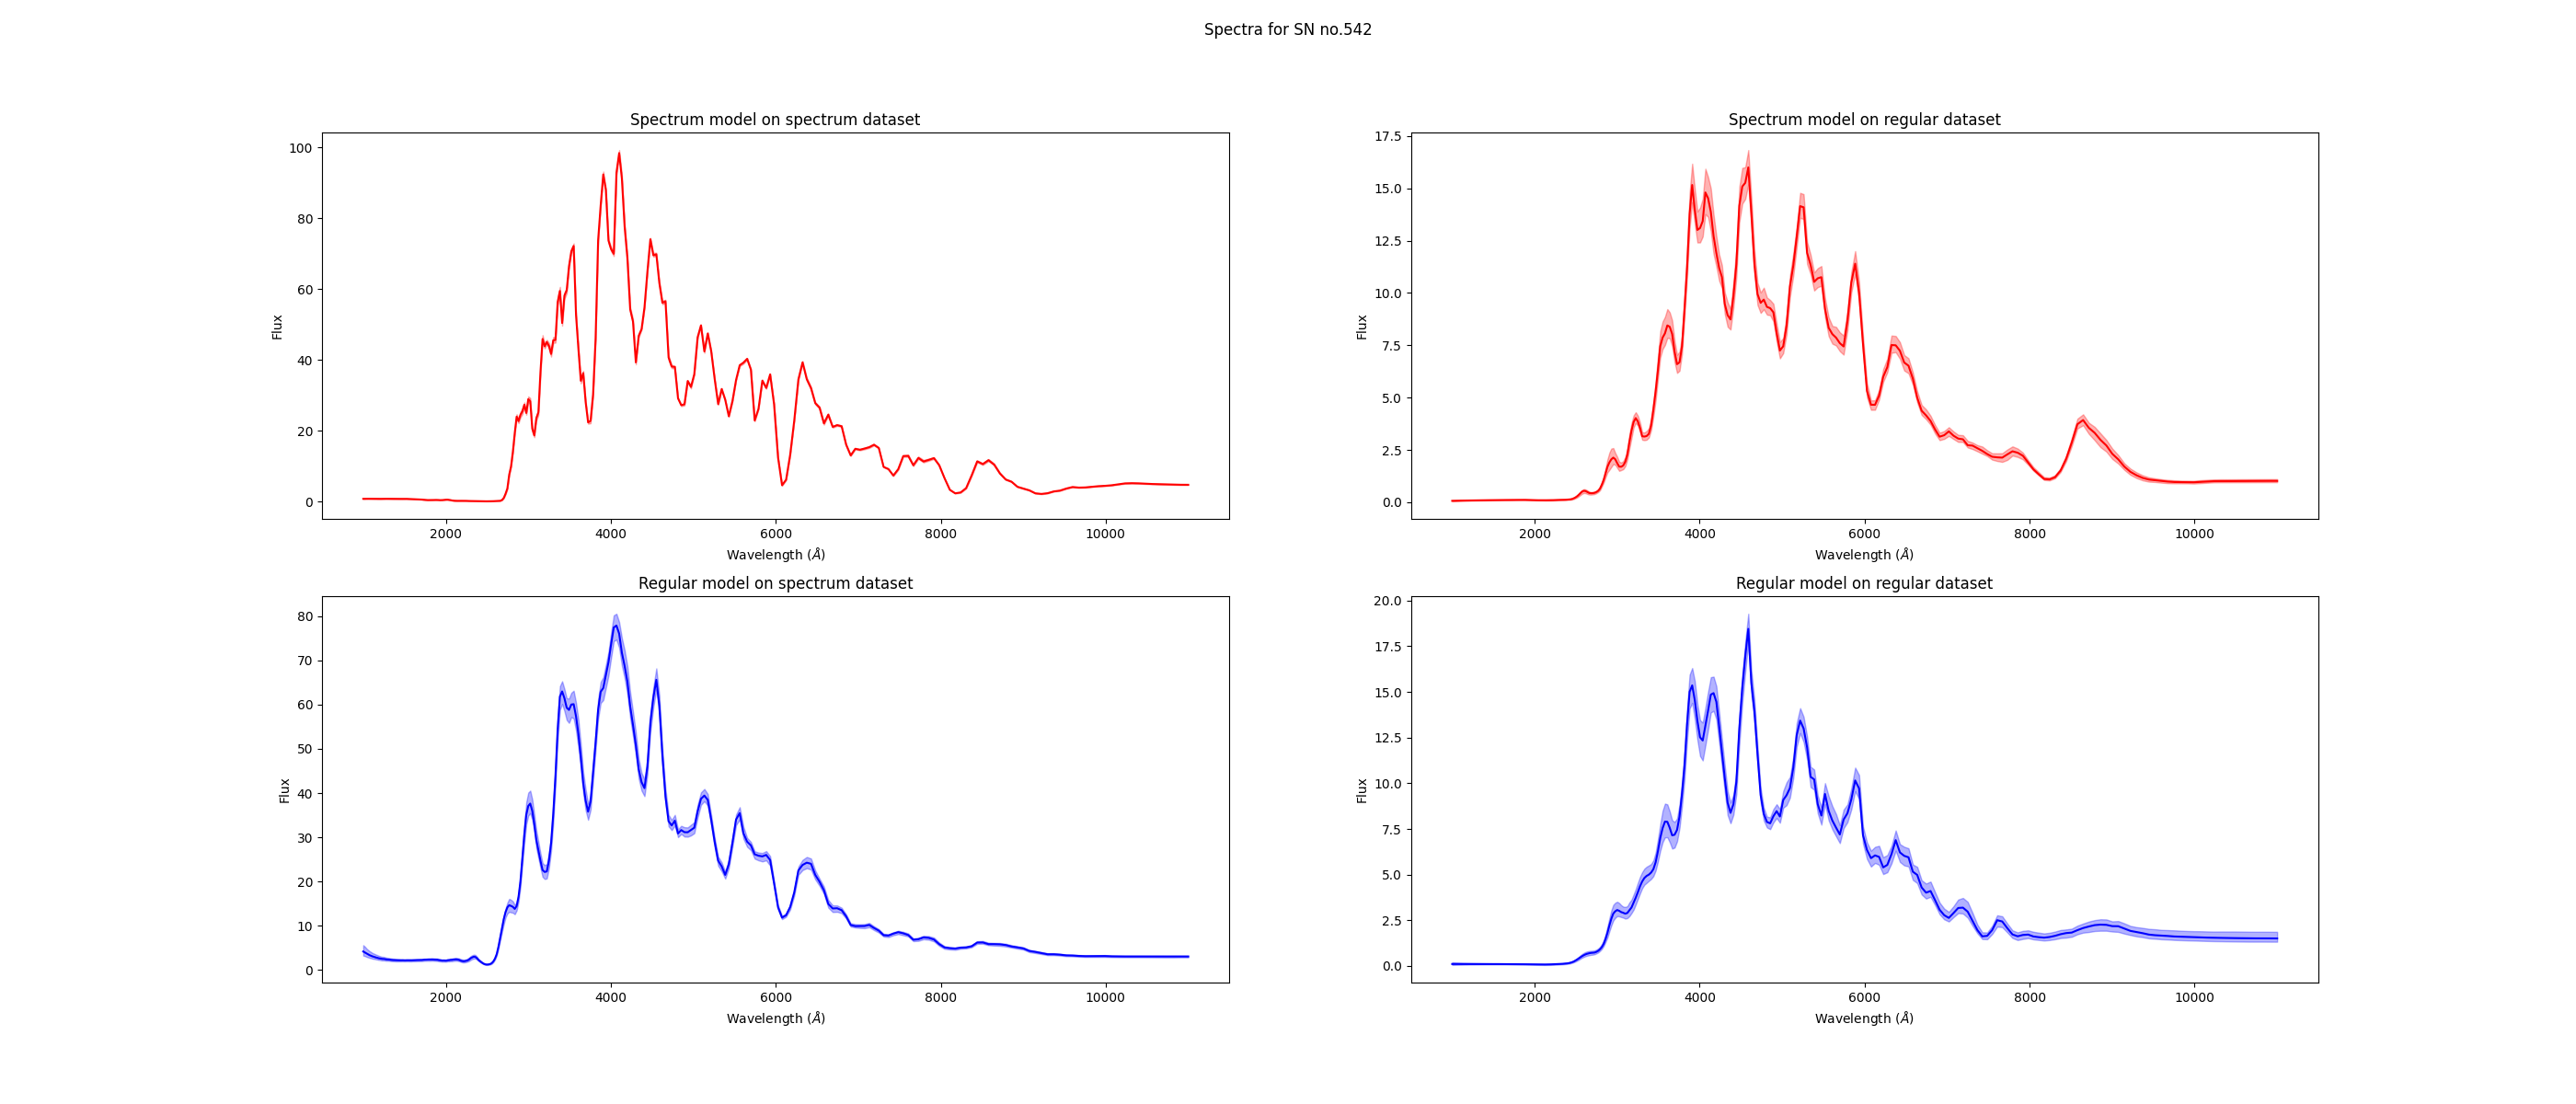 Spectra for SN no.542
Spectrum model on spectrum dataset
100
80
60
40
20
0
Flux
2000 4000 6000 8000 10000
Wavelength (Å)
Spectrum model on regular dataset
17.5
15.0
12.5
10.0
7.5
5.0
2.5
0.0
Flux
2000 4000 6000 8000 10000
Wavelength (Å)
Regular model on spectrum dataset
80
70
60
50
40
30
20
10
0
Flux
2000 4000 6000 8000 10000
Wavelength (Å)
Regular model on regular dataset
20.0
17.5
15.0
12.5
10.0
7.5
5.0
2.5
0.0
Flux
2000 4000 6000 8000 10000
Wavelength (Å)